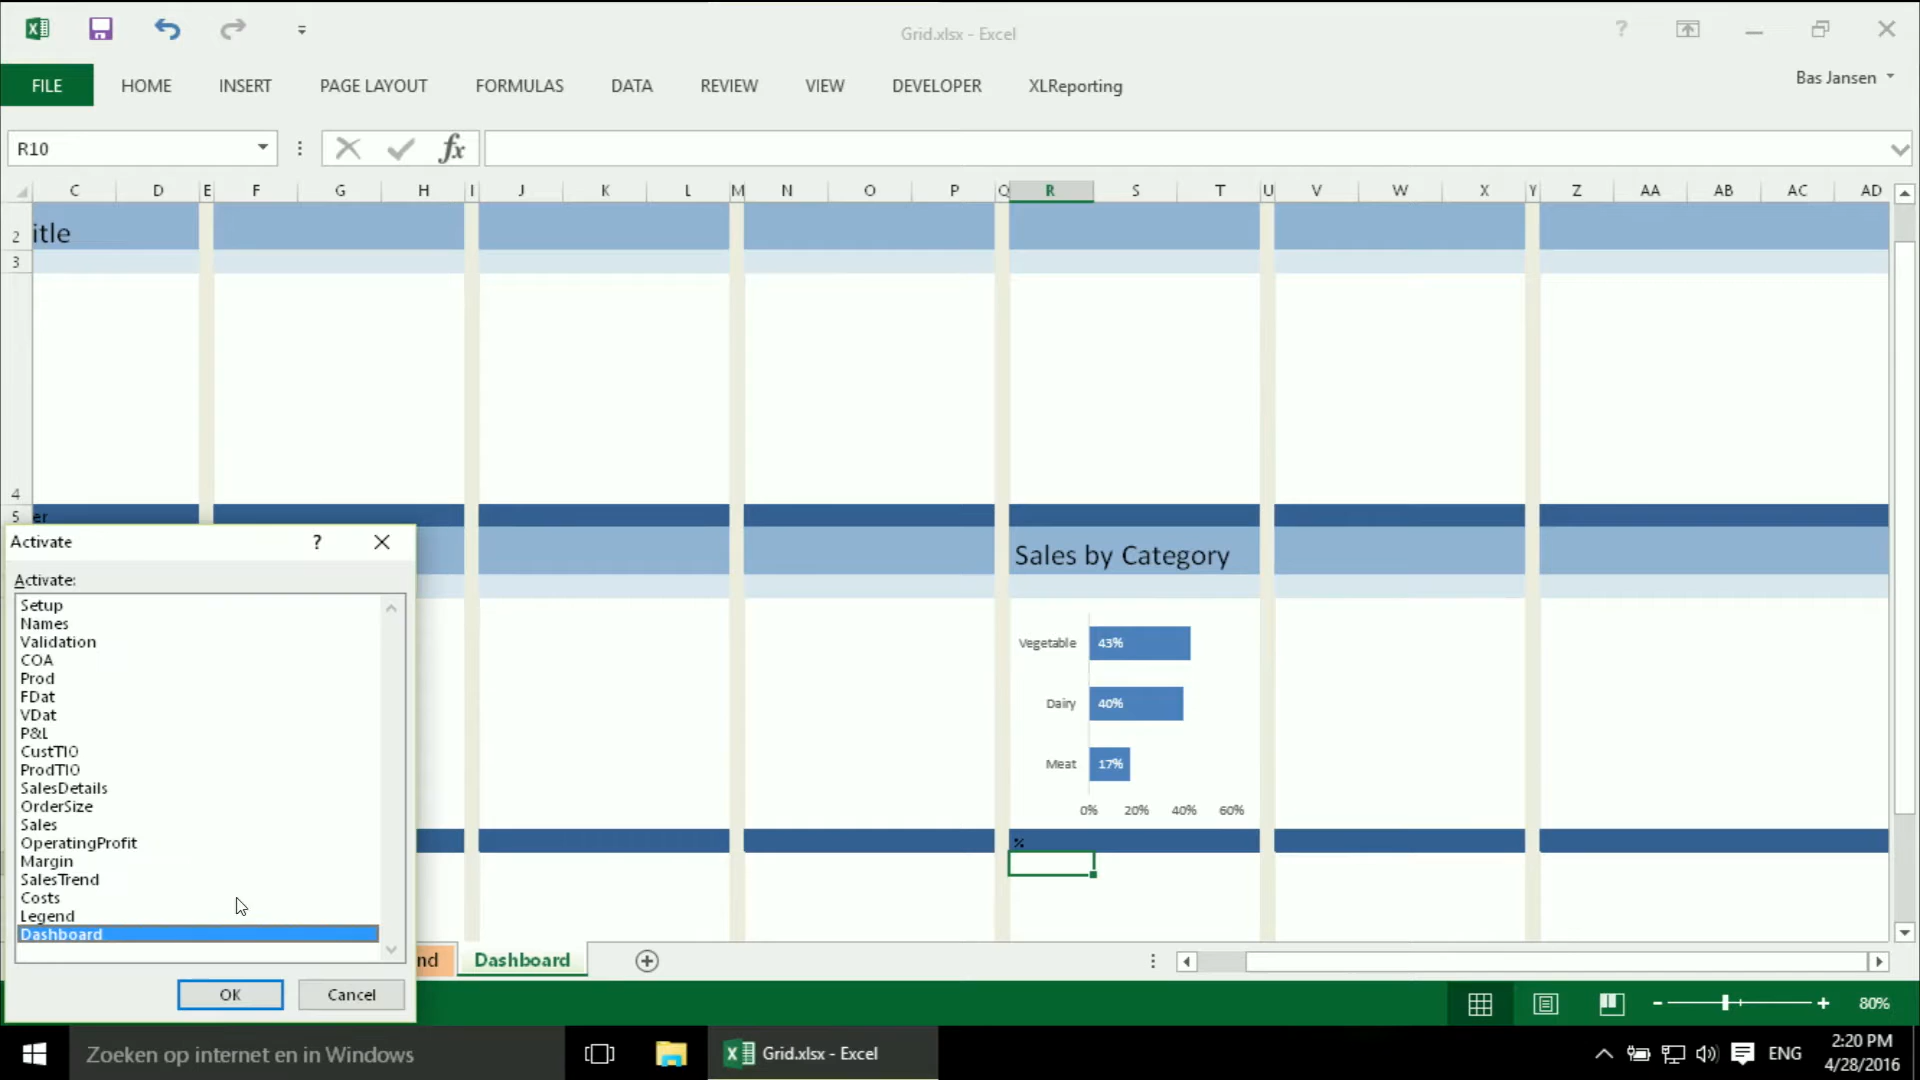 Grid.xlsx - Excel
?
FILE HOME INSERT PAGE LAYOUT FORMULAS DATA REVIEW VIEW DEVELOPER XLReporting
Bas Jansen
R10
fx
C D E F G H I J K L M N O P Q R S T U V W X Y Z AA AB AC AD
2 itle
3
4
5 er
Sales by Category
Vegetable 43%
Dairy 40%
Meat 17%
0% 20% 40% 60%
%
Activate ?
Activate:
Setup
Names
Validation
COA
Prod
FDat
VDat
P&L
CustTIO
ProdTIO
SalesDetails
OrderSize
Sales
OperatingProfit
Margin
SalesTrend
Costs
Legend
Dashboard
OK Cancel
nd Dashboard
80%
Zoeken op internet en in Windows
Grid.xlsx - Excel
ENG
2:20 PM
4/28/2016